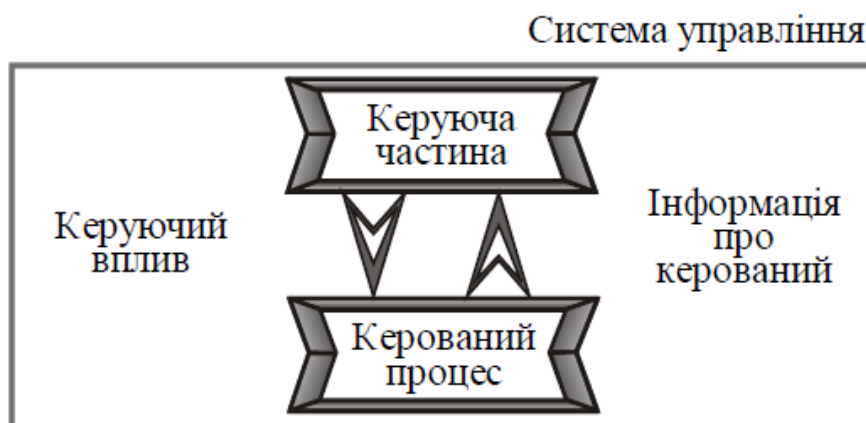 Система управління
Керуюча
частина
Керуючий
вплив
Інформація
про
керований
Керований
процес